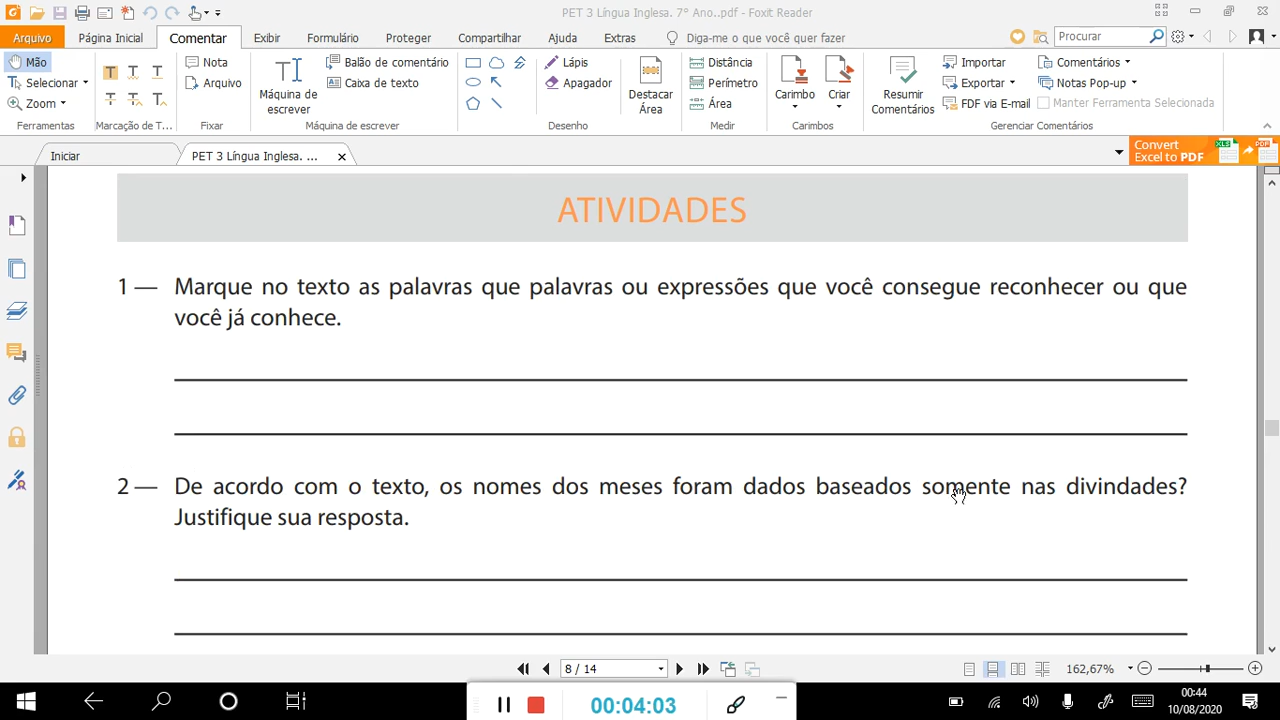 PET 3 Língua Inglesa. 7° Ano..pdf - Foxit Reader
Arquivo Página Inicial Comentar Exibir Formulário Proteger Compartilhar Ajuda Extras Diga-me o que você quer fazer Procurar
Mão
Selecionar
Zoom
Ferramentas
T T T
T T T
Marcação de T...
Nota
Arquivo
Fixar
Máquina de escrever
Balão de comentário
Caixa de texto
Máquina de escrever
Lápis
Apagador
Desenho
Destacar Área
Distância
Perímetro
Área
Medir
Carimbo
Criar
Carimbos
Resumir Comentários
Importar
Exportar
FDF via E-mail
Comentários
Notas Pop-up
Manter Ferramenta Selecionada
Gerenciar Comentários
Iniciar
PET 3 Língua Inglesa. ...
Convert
Excel to PDF
XLS
PDF
ATIVIDADES
1 — Marque no texto as palavras que palavras ou expressões que você consegue reconhecer ou que
você já conhece.
2 — De acordo com o texto, os nomes dos meses foram dados baseados somente nas divindades?
Justifique sua resposta.
8 / 14
162,67%
00:04:03
00:44
10/08/2020